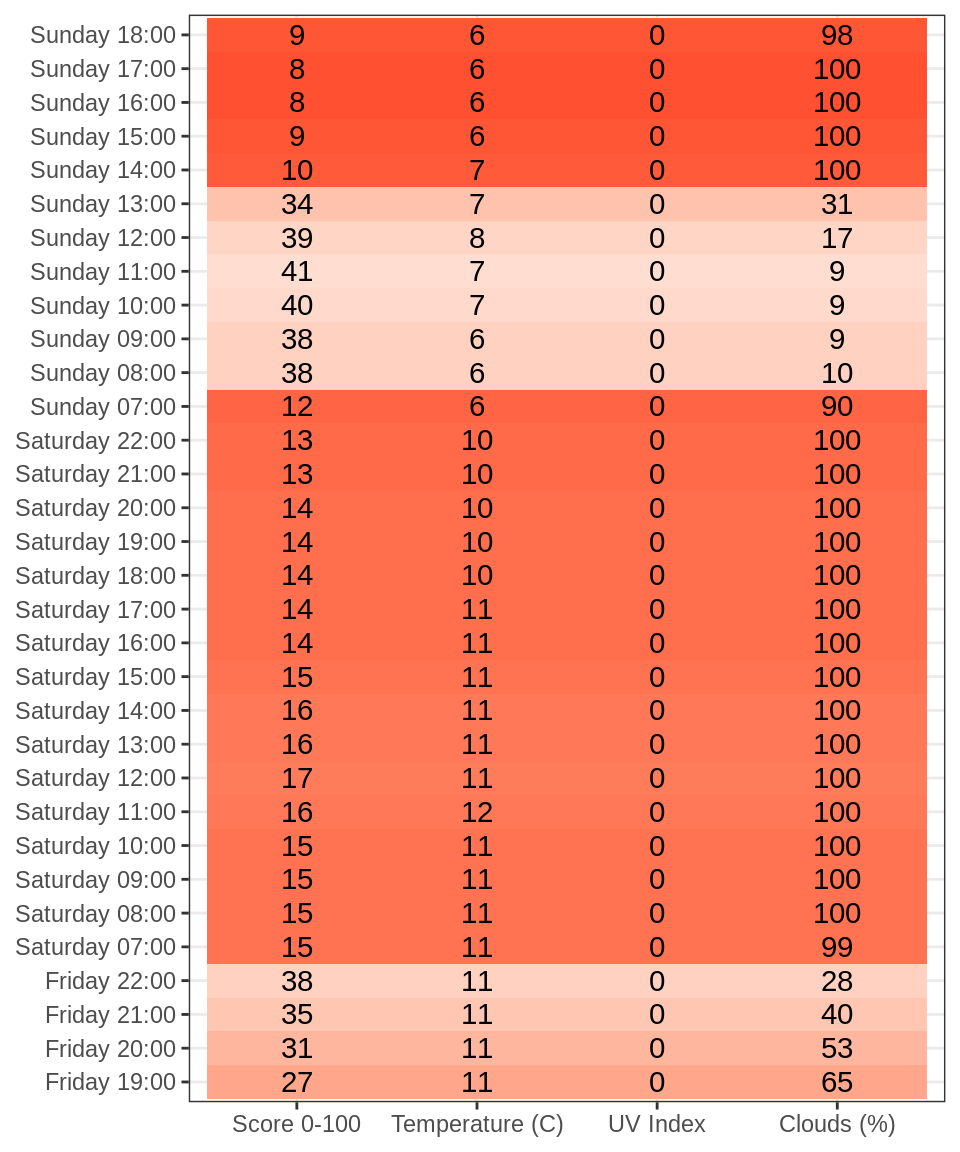 Sunday 18:00 9 6 0 98
Sunday 17:00 8 6 0 100
Sunday 16:00 8 6 0 100
Sunday 15:00 9 6 0 100
Sunday 14:00 10 7 0 100
Sunday 13:00 34 7 0 31
Sunday 12:00 39 8 0 17
Sunday 11:00 41 7 0 9
Sunday 10:00 40 7 0 9
Sunday 09:00 38 6 0 9
Sunday 08:00 38 6 0 10
Sunday 07:00 12 6 0 90
Saturday 22:00 13 10 0 100
Saturday 21:00 13 10 0 100
Saturday 20:00 14 10 0 100
Saturday 19:00 14 10 0 100
Saturday 18:00 14 10 0 100
Saturday 17:00 14 11 0 100
Saturday 16:00 14 11 0 100
Saturday 15:00 15 11 0 100
Saturday 14:00 16 11 0 100
Saturday 13:00 16 11 0 100
Saturday 12:00 17 11 0 100
Saturday 11:00 16 12 0 100
Saturday 10:00 15 11 0 100
Saturday 09:00 15 11 0 100
Saturday 08:00 15 11 0 100
Saturday 07:00 15 11 0 99
Friday 22:00 38 11 0 28
Friday 21:00 35 11 0 40
Friday 20:00 31 11 0 53
Friday 19:00 27 11 0 65
Score 0-100 Temperature (C) UV Index Clouds (%)